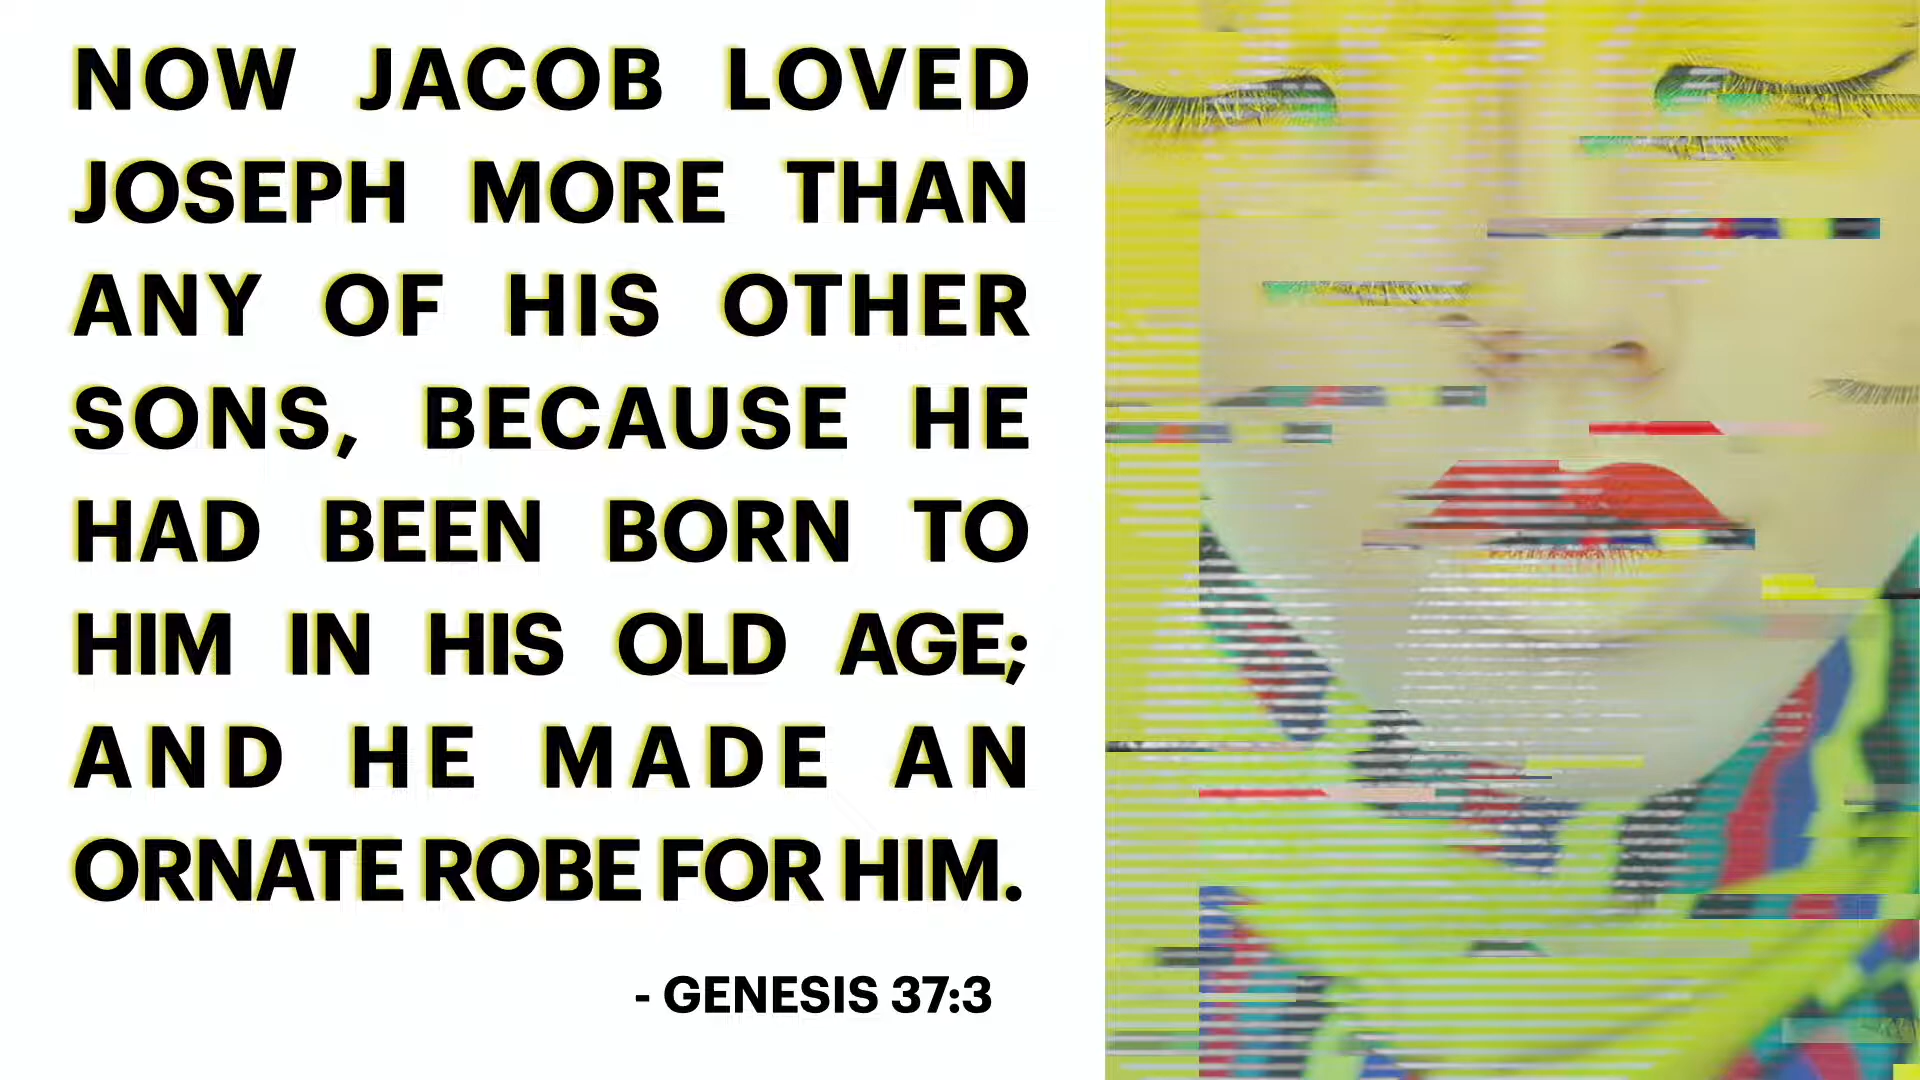 NOW JACOB LOVED
JOSEPH MORE THAN
ANY OF HIS OTHER
SONS, BECAUSE HE
HAD BEEN BORN TO
HIM IN HIS OLD AGE;
AND HE MADE AN
ORNATE ROBE FOR HIM.
- GENESIS 37:3